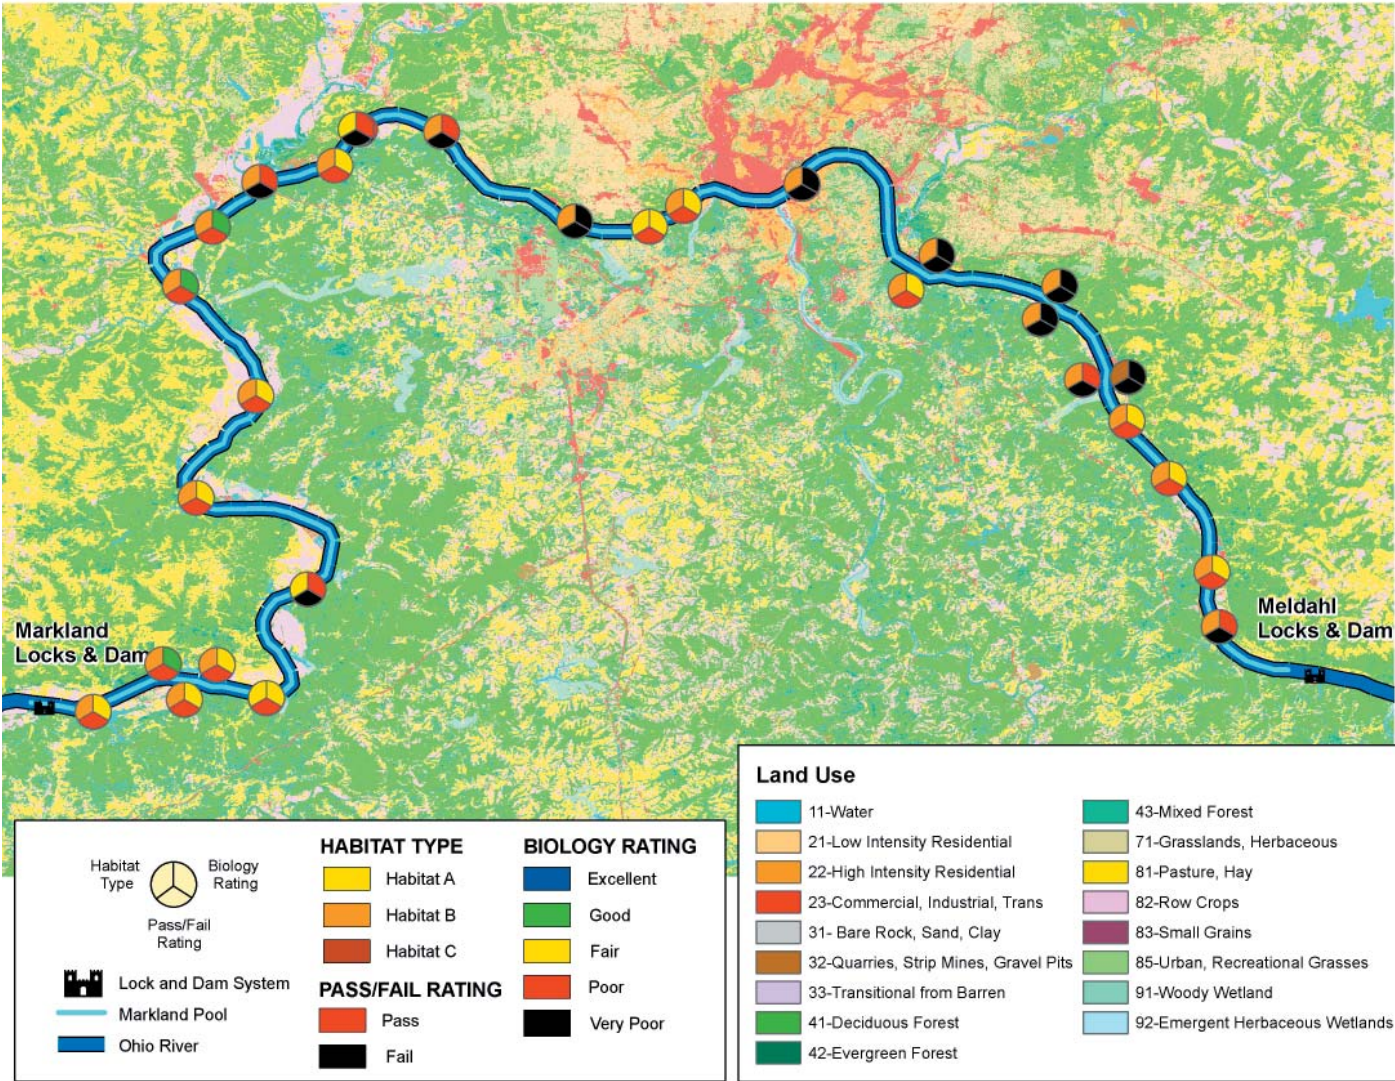 Markland
Locks & Dam
Meldahl
Locks & Dam
Habitat
Type
Biology
Rating
Pass/Fail
Rating
Lock and Dam System
Markland Pool
Ohio River
HABITAT TYPE
Habitat A
Habitat B
Habitat C
PASS/FAIL RATING
Pass
Fail
BIOLOGY RATING
Excellent
Good
Fair
Poor
Very Poor
Land Use
11-Water
21-Low Intensity Residential
22-High Intensity Residential
23-Commercial, Industrial, Trans
31- Bare Rock, Sand, Clay
32-Quarries, Strip Mines, Gravel Pits
33-Transitional from Barren
41-Deciduous Forest
42-Evergreen Forest
43-Mixed Forest
71-Grasslands, Herbaceous
81-Pasture, Hay
82-Row Crops
83-Small Grains
85-Urban, Recreational Grasses
91-Woody Wetland
92-Emergent Herbaceous Wetlands